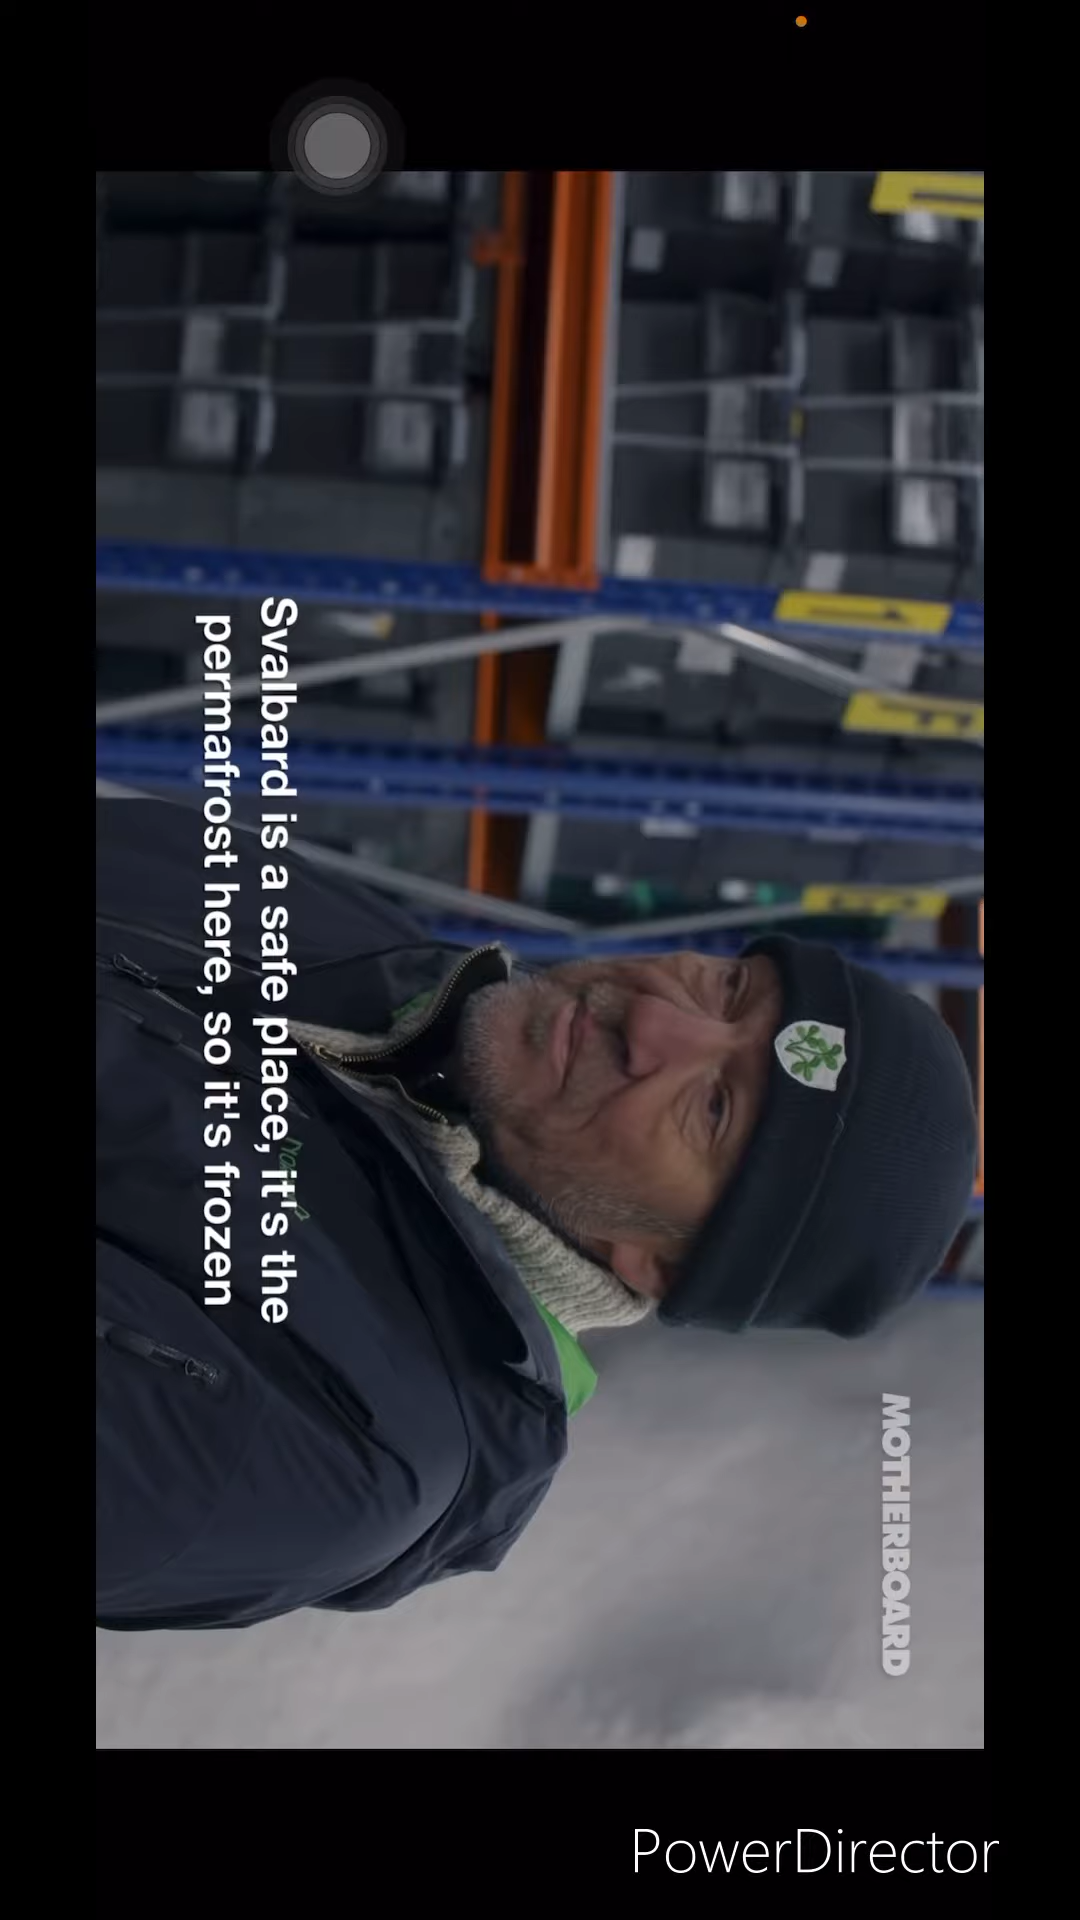 MOTHERBOARD
Svalbard is a safe place, it's the
permafrost here, so it's frozen
PowerDirector